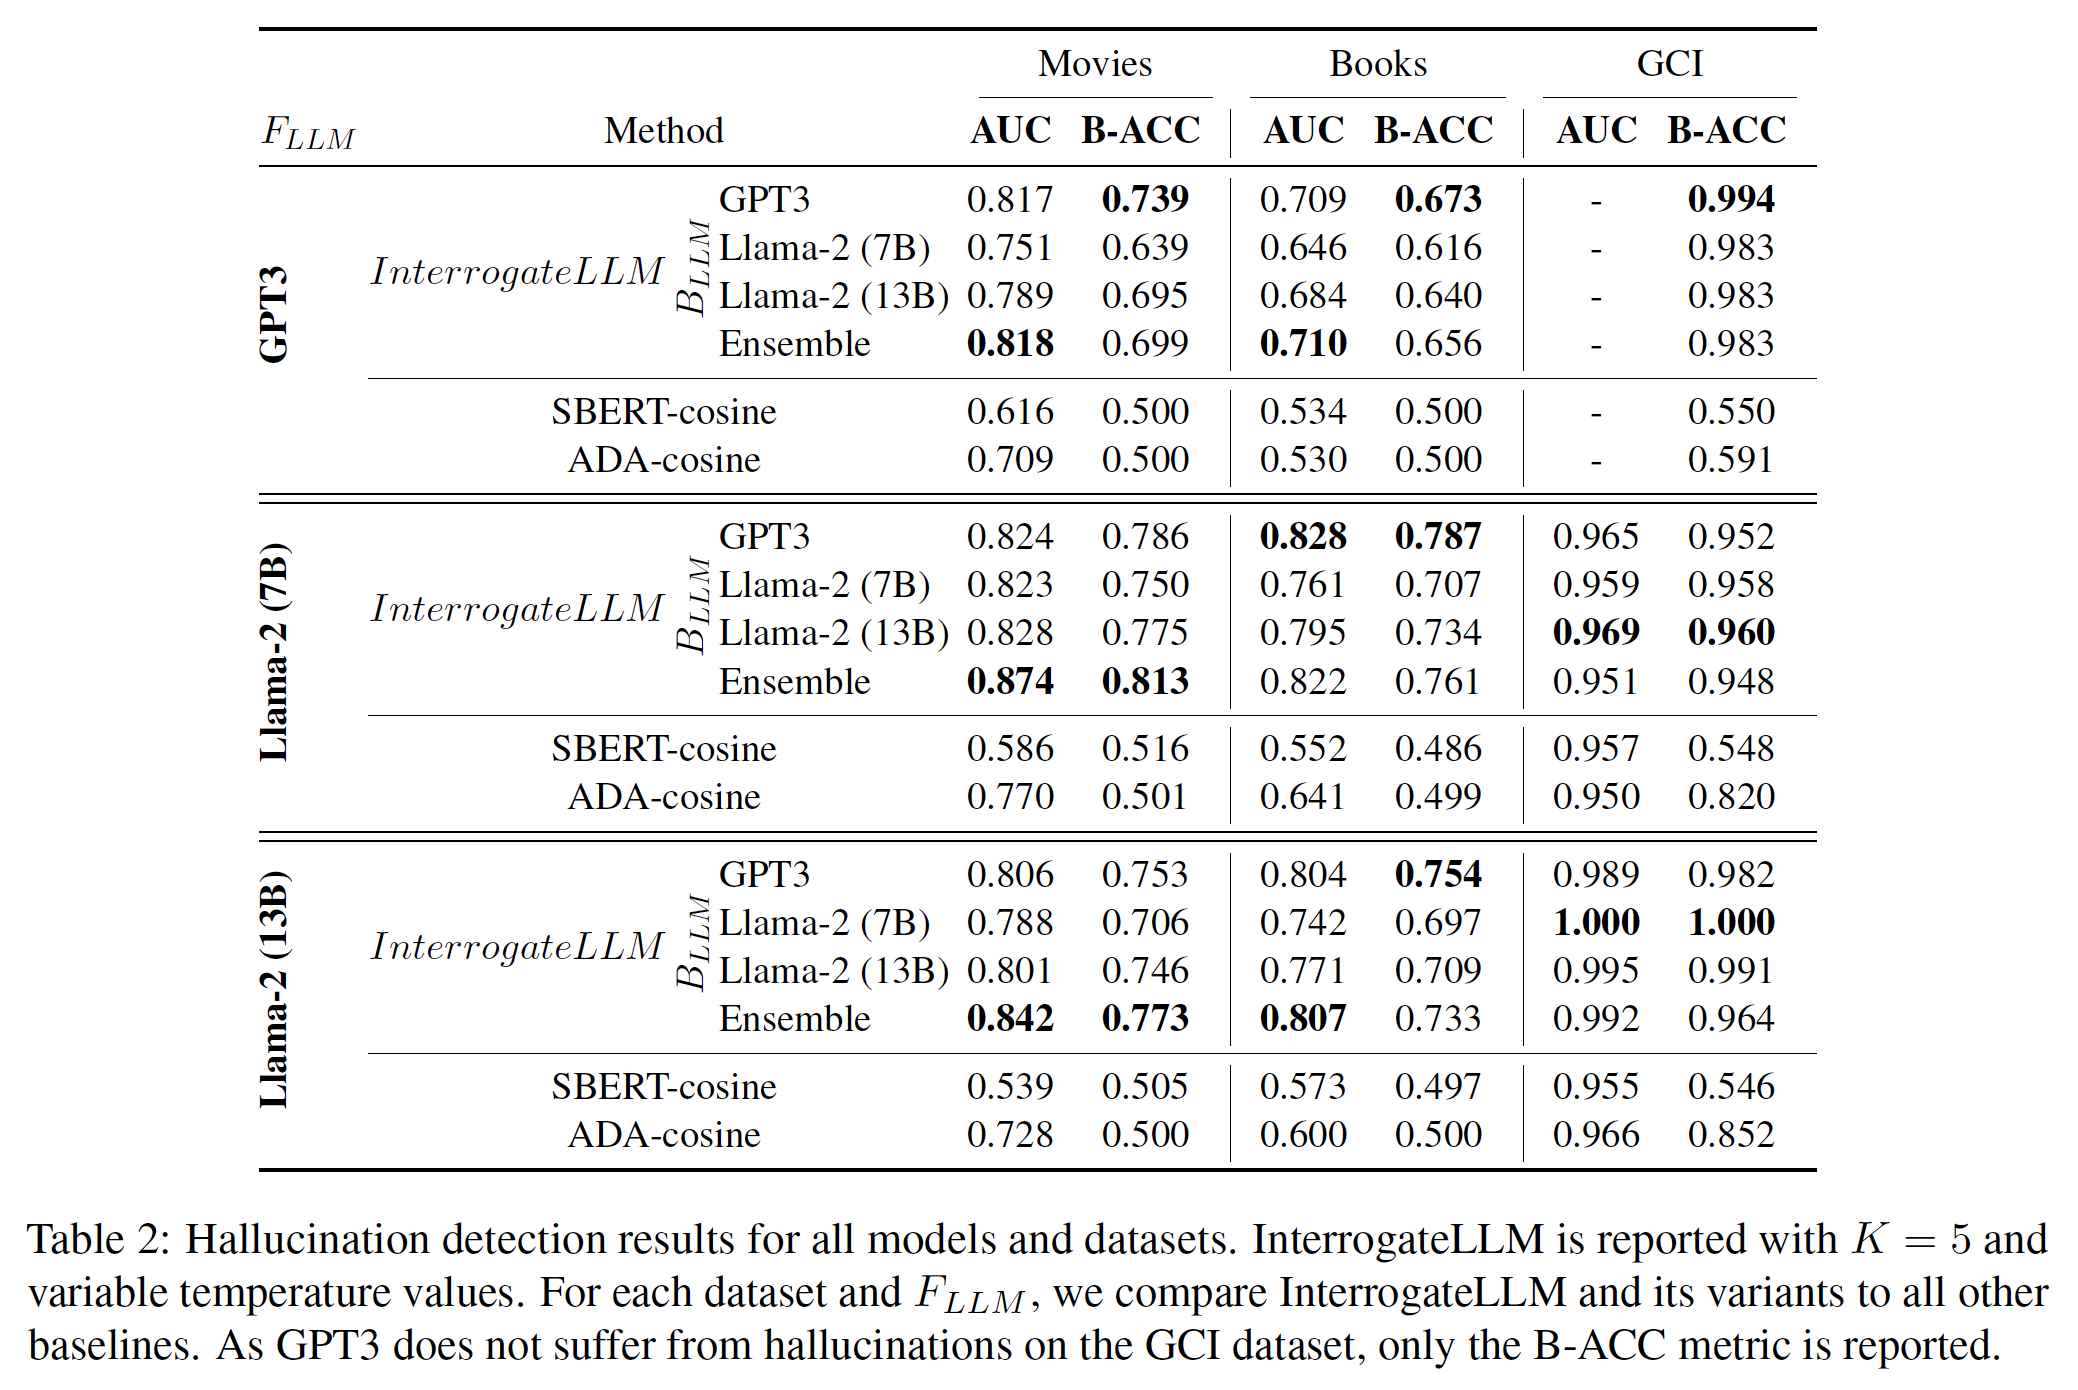 Movies Books GCI
F_LLM Method AUC B-ACC AUC B-ACC AUC B-ACC
GPT3
InterrogateLLM
B_LLM
GPT3 0.817 0.739 0.709 0.673 - 0.994
Llama-2 (7B) 0.751 0.639 0.646 0.616 - 0.983
Llama-2 (13B) 0.789 0.695 0.684 0.640 - 0.983
Ensemble 0.818 0.699 0.710 0.656 - 0.983
SBERT-cosine 0.616 0.500 0.534 0.500 - 0.550
ADA-cosine 0.709 0.500 0.530 0.500 - 0.591
Llama-2 (7B)
InterrogateLLM
B_LLM
GPT3 0.824 0.786 0.828 0.787 0.965 0.952
Llama-2 (7B) 0.823 0.750 0.761 0.707 0.959 0.958
Llama-2 (13B) 0.828 0.775 0.795 0.734 0.969 0.960
Ensemble 0.874 0.813 0.822 0.761 0.951 0.948
SBERT-cosine 0.586 0.516 0.552 0.486 0.957 0.548
ADA-cosine 0.770 0.501 0.641 0.499 0.950 0.820
Llama-2 (13B)
InterrogateLLM
B_LLM
GPT3 0.806 0.753 0.804 0.754 0.989 0.982
Llama-2 (7B) 0.788 0.706 0.742 0.697 1.000 1.000
Llama-2 (13B) 0.801 0.746 0.771 0.709 0.995 0.991
Ensemble 0.842 0.773 0.807 0.733 0.992 0.964
SBERT-cosine 0.539 0.505 0.573 0.497 0.955 0.546
ADA-cosine 0.728 0.500 0.600 0.500 0.966 0.852
Table 2: Hallucination detection results for all models and datasets. InterrogateLLM is reported with K = 5 and
variable temperature values. For each dataset and F_LLM, we compare InterrogateLLM and its variants to all other
baselines. As GPT3 does not suffer from hallucinations on the GCI dataset, only the B-ACC metric is reported.